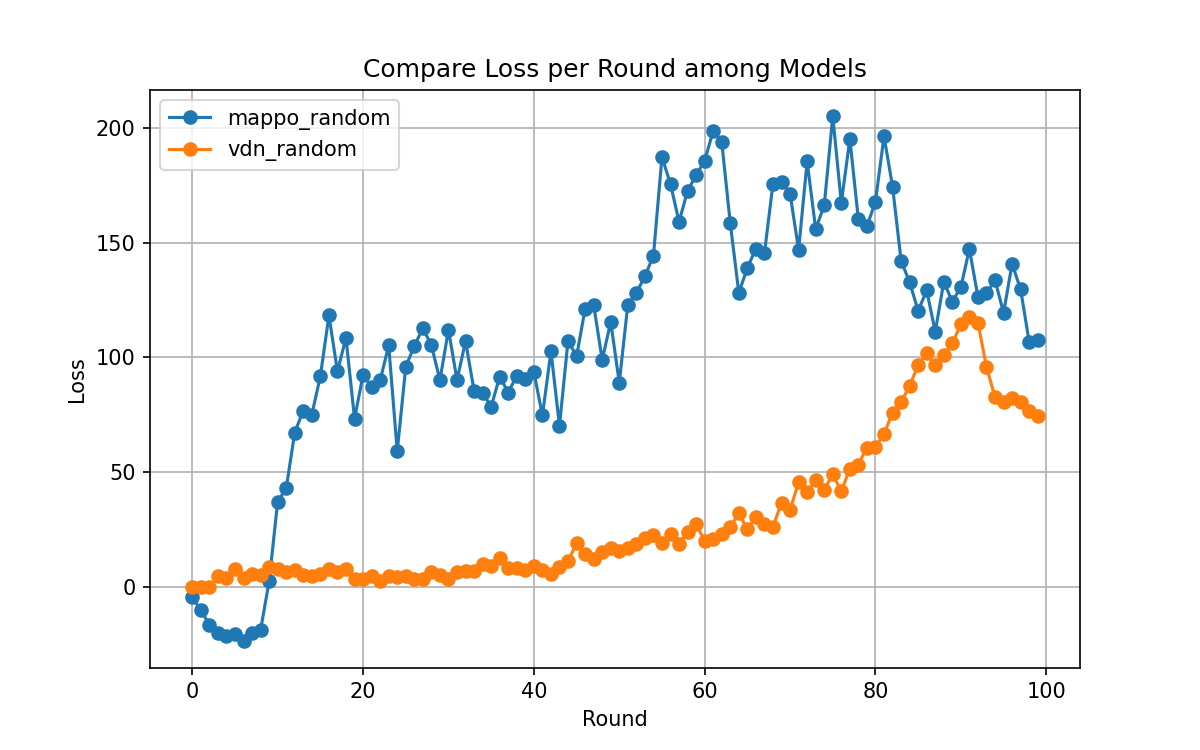 Compare Loss per Round among Models
mappo_random
vdn_random
Loss
200
150
100
50
0
0 20 40 60 80 100
Round